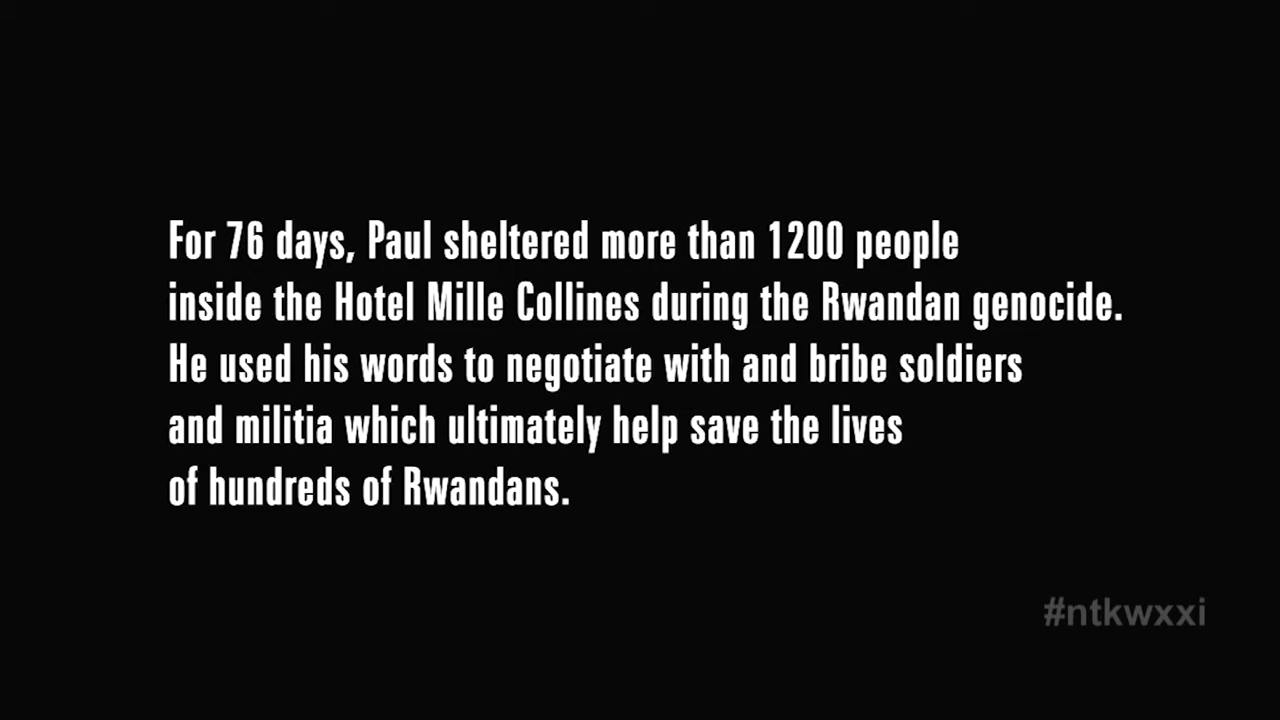 For 76 days, Paul sheltered more than 1200 people
inside the Hotel Mille Collines during the Rwandan genocide.
He used his words to negotiate with and bribe soldiers
and militia which ultimately help save the lives
of hundreds of Rwandans.
#ntkwxxi